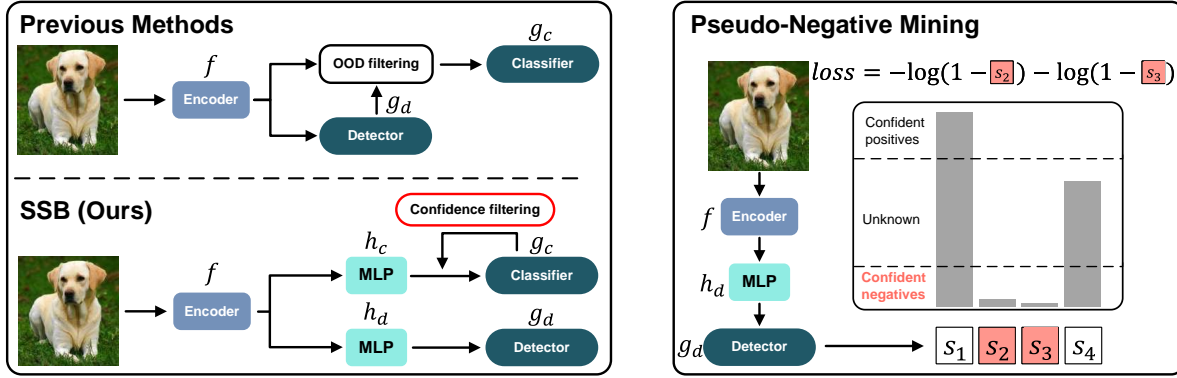 Previous Methods
f
Encoder
OOD filtering
g_c
Classifier
g_d
Detector
SSB (Ours)
f
Encoder
Confidence filtering
h_c
MLP
g_c
Classifier
h_d
MLP
g_d
Detector
Pseudo-Negative Mining
loss = −log(1 − s_2) − log(1 − s_3)
f
Encoder
h_d
MLP
g_d
Detector
Confident
positives
Unknown
Confident
negatives
s_1 s_2 s_3 s_4